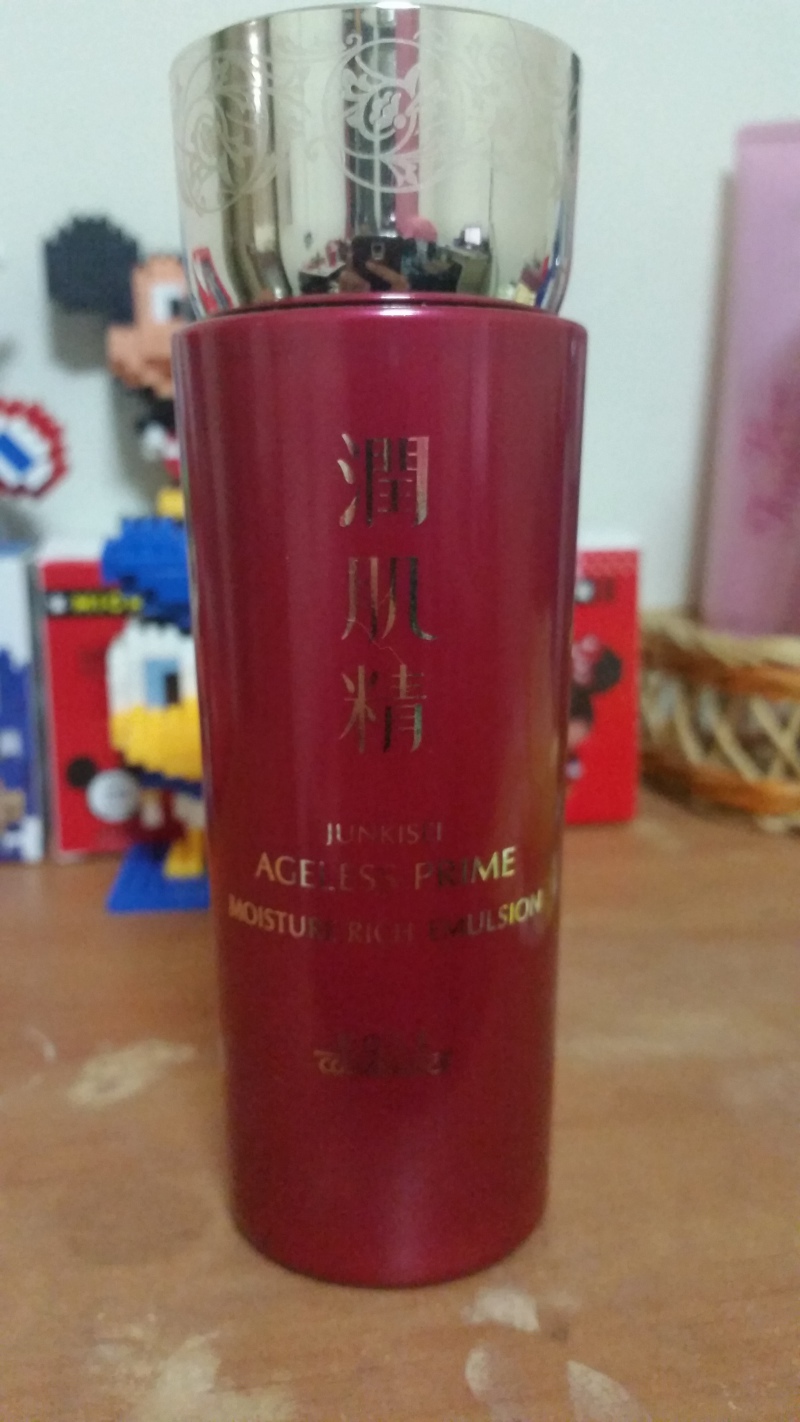 潤
肌
精
JUNKISEI
AGELESS PRIME
MOISTURE RICH EMULSION